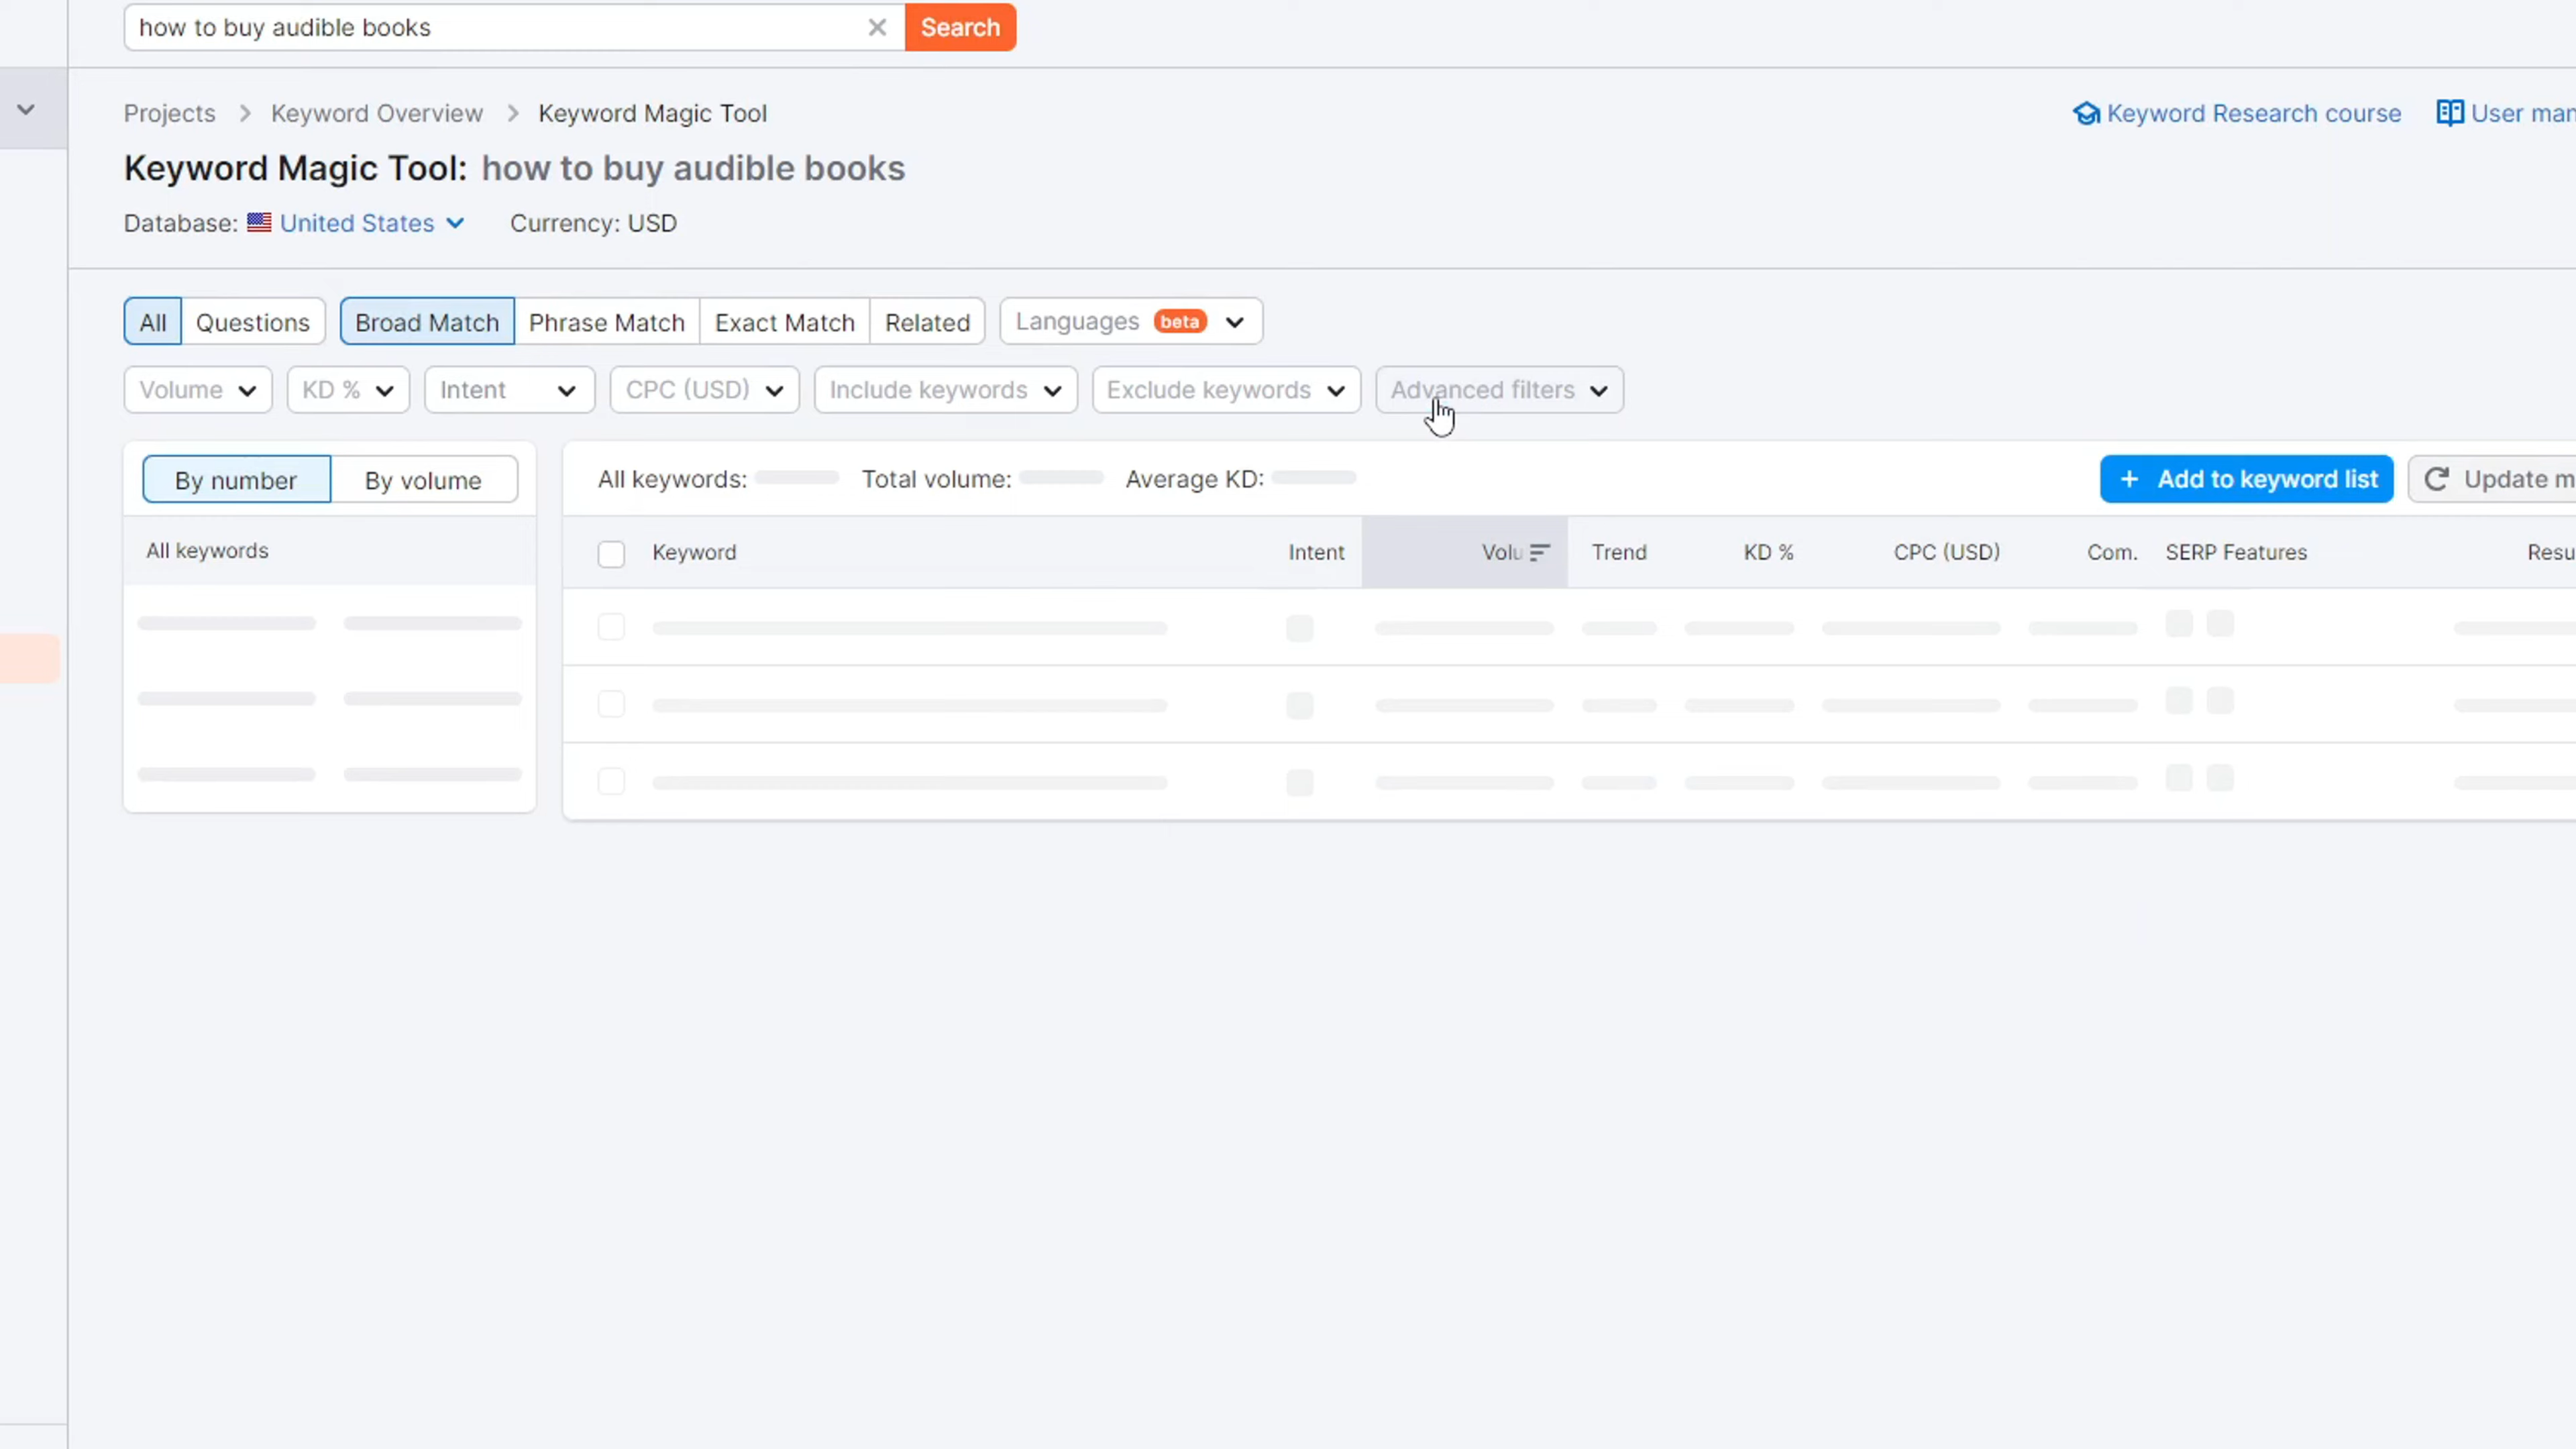 how to buy audible books
Search
Projects > Keyword Overview > Keyword Magic Tool
Keyword Research course
User man
Keyword Magic Tool: how to buy audible books
Database: United States
Currency: USD
All Questions Broad Match Phrase Match Exact Match Related Languages beta
Volume KD % Intent CPC (USD) Include keywords Exclude keywords Advanced filters
By number By volume
All keywords: Total volume: Average KD:
+ Add to keyword list
Update m
All keywords
Keyword Intent Volu Trend KD % CPC (USD) Com. SERP Features Resu